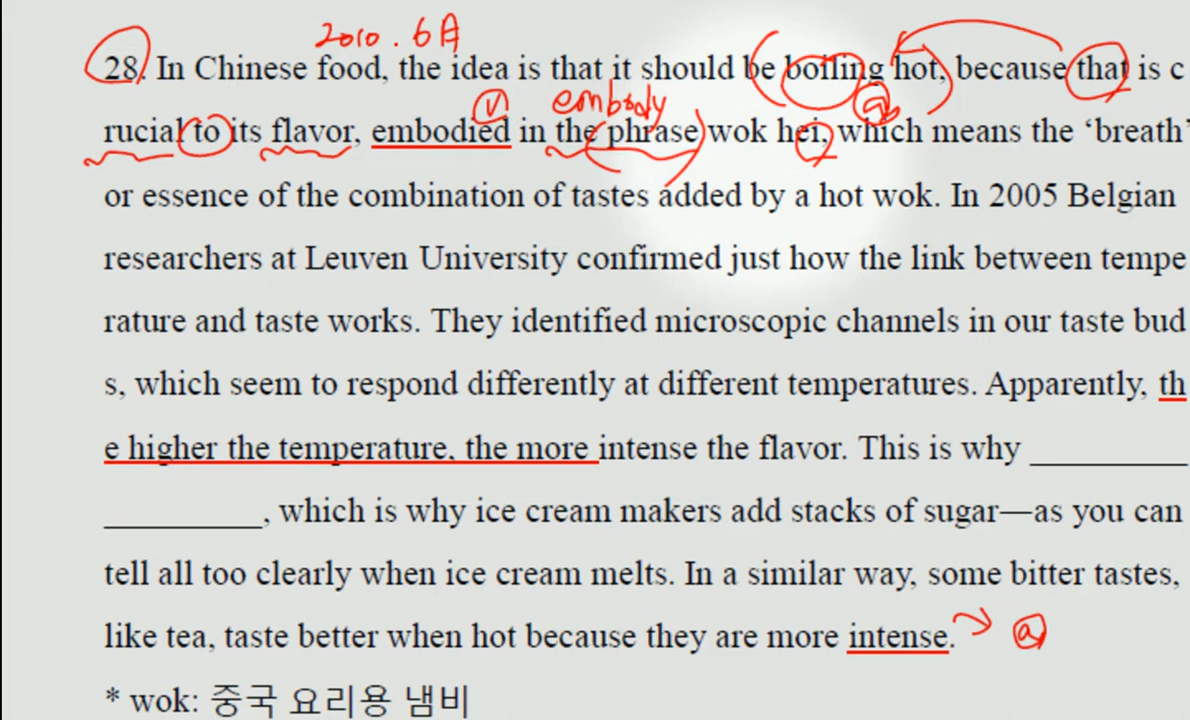 2010.6月
28. In Chinese food, the idea is that it should be boiling hot, because that is c
embody
rucial to its flavor, embodied in the phrase wok hei, which means the ‘breath’
or essence of the combination of tastes added by a hot wok. In 2005 Belgian
researchers at Leuven University confirmed just how the link between tempe
rature and taste works. They identified microscopic channels in our taste bud
s, which seem to respond differently at different temperatures. Apparently, th
e higher the temperature, the more intense the flavor. This is why _________
__________, which is why ice cream makers add stacks of sugar—as you can
tell all too clearly when ice cream melts. In a similar way, some bitter tastes,
like tea, taste better when hot because they are more intense. → ⓐ
* wok: 중국 요리용 냄비